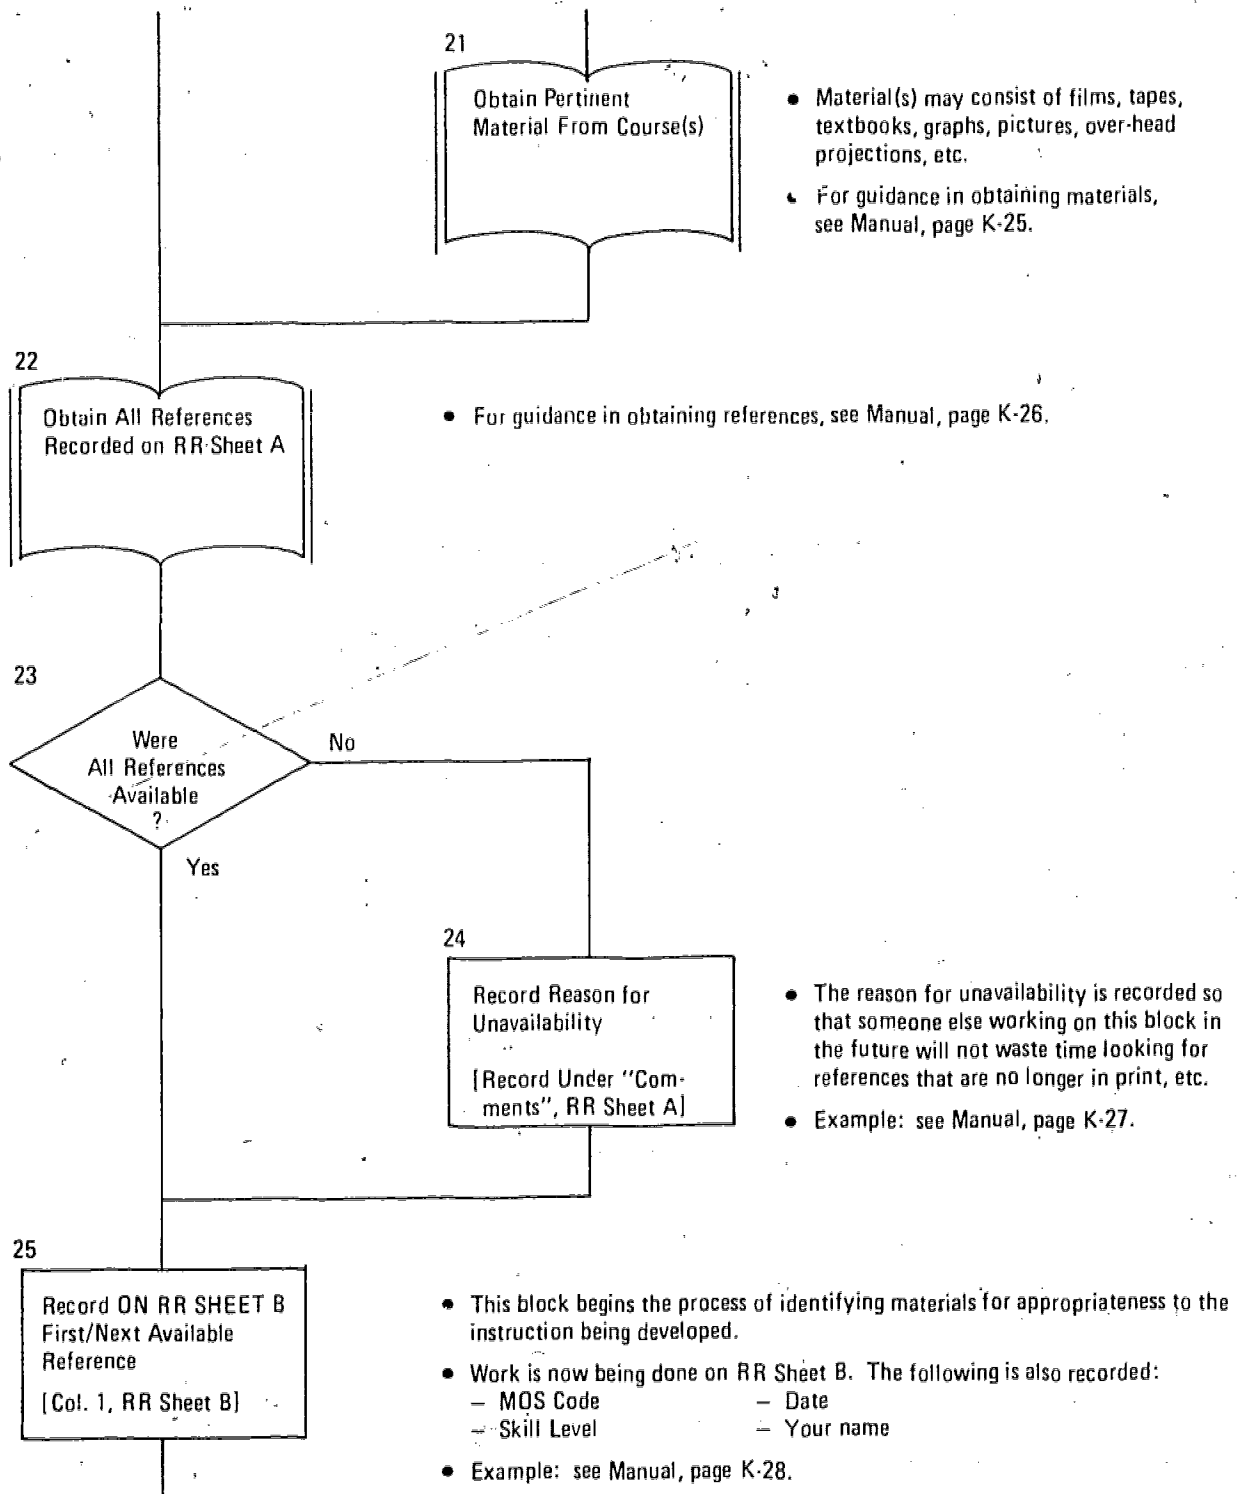 21
Obtain Pertinent
Material From Course(s)
• Material(s) may consist of films, tapes,
textbooks, graphs, pictures, over-head
projections, etc.
• For guidance in obtaining materials,
see Manual, page K-25.
22
Obtain All References
Recorded on RR Sheet A
• For guidance in obtaining references, see Manual, page K-26.
23
Were
All References
Available
?
No
Yes
24
Record Reason for
Unavailability
[Record Under "Com-
ments", RR Sheet A]
• The reason for unavailability is recorded so
that someone else working on this block in
the future will not waste time looking for
references that are no longer in print, etc.
• Example: see Manual, page K-27.
25
Record ON RR SHEET B
First/Next Available
Reference
[Col. 1, RR Sheet B]
• This block begins the process of identifying materials for appropriateness to the
instruction being developed.
• Work is now being done on RR Sheet B. The following is also recorded:
– MOS Code – Date
– Skill Level – Your name
• Example: see Manual, page K-28.